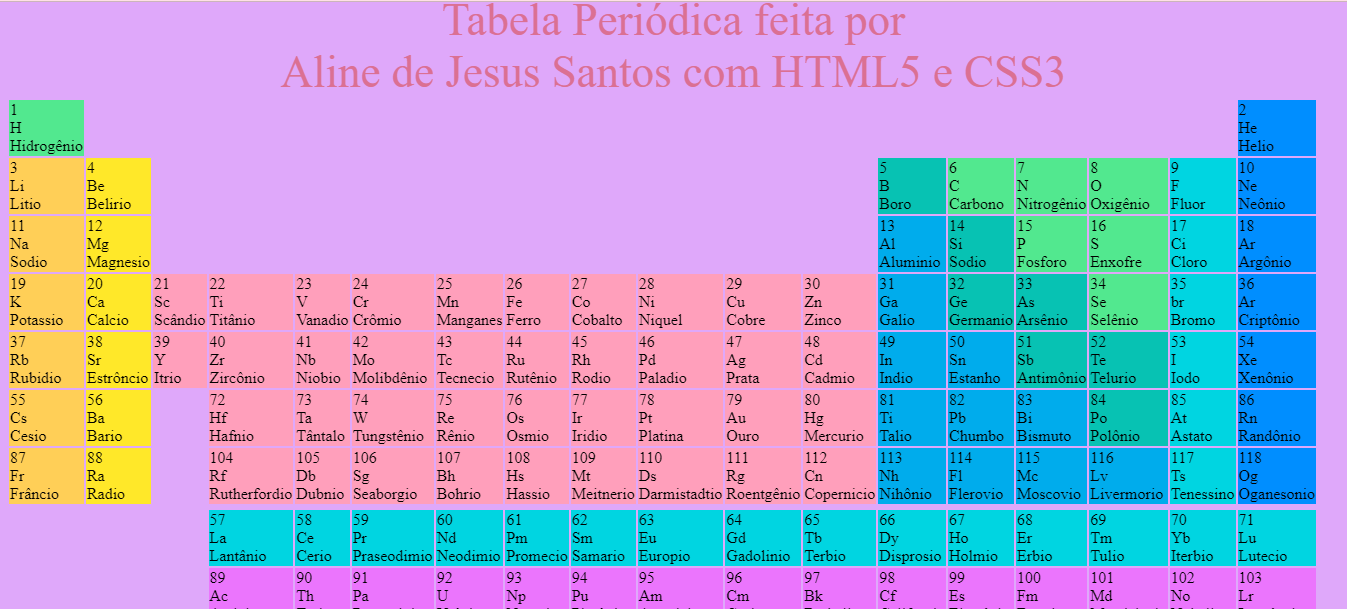 Tabela Periódica feita por
Aline de Jesus Santos com HTML5 e CSS3
1 2
H He
Hidrogênio Helio
3 4 5 6 7 8 9 10
Li Be B C N O F Ne
Litio Belirio Boro Carbono Nitrogênio Oxigênio Fluor Neônio
11 12 13 14 15 16 17 18
Na Mg Al Si P S Ci Ar
Sodio Magnesio Aluminio Sodio Fosforo Enxofre Cloro Argônio
19 20 21 22 23 24 25 26 27 28 29 30 31 32 33 34 35 36
K Ca Sc Ti V Cr Mn Fe Co Ni Cu Zn Ga Ge As Se br Ar
Potassio Calcio Scândio Titânio Vanadio Crômio Manganes Ferro Cobalto Niquel Cobre Zinco Galio Germanio Arsênio Selênio Bromo Criptônio
37 38 39 40 41 42 43 44 45 46 47 48 49 50 51 52 53 54
Rb Sr Y Zr Nb Mo Tc Ru Rh Pd Ag Cd In Sn Sb Te I Xe
Rubidio Estrôncio Itrio Zircônio Niobio Molibdênio Tecnecio Rutênio Rodio Paladio Prata Cadmio Indio Estanho Antimônio Telurio Iodo Xenônio
55 56 72 73 74 75 76 77 78 79 80 81 82 83 84 85 86
Cs Ba Hf Ta W Re Os Ir Pt Au Hg Ti Pb Bi Po At Rn
Cesio Bario Hafnio Tântalo Tungstênio Rênio Osmio Iridio Platina Ouro Mercurio Talio Chumbo Bismuto Polônio Astato Randônio
87 88 104 105 106 107 108 109 110 111 112 113 114 115 116 117 118
Fr Ra Rf Db Sg Bh Hs Mt Ds Rg Cn Nh Fl Mc Lv Ts Og
Frâncio Radio Rutherfordio Dubnio Seaborgio Bohrio Hassio Meitnerio Darmistadtio Roentgênio Copernicio Nihônio Flerovio Moscovio Livermorio Tenessino Oganesonio
57 58 59 60 61 62 63 64 65 66 67 68 69 70 71
La Ce Pr Nd Pm Sm Eu Gd Tb Dy Ho Er Tm Yb Lu
Lantânio Cerio Praseodimio Neodimio Promecio Samario Europio Gadolinio Terbio Disprosio Holmio Erbio Tulio Iterbio Lutecio
89 90 91 92 93 94 95 96 97 98 99 100 101 102 103
Ac Th Pa U Np Pu Am Cm Bk Cf Es Fm Md No Lr